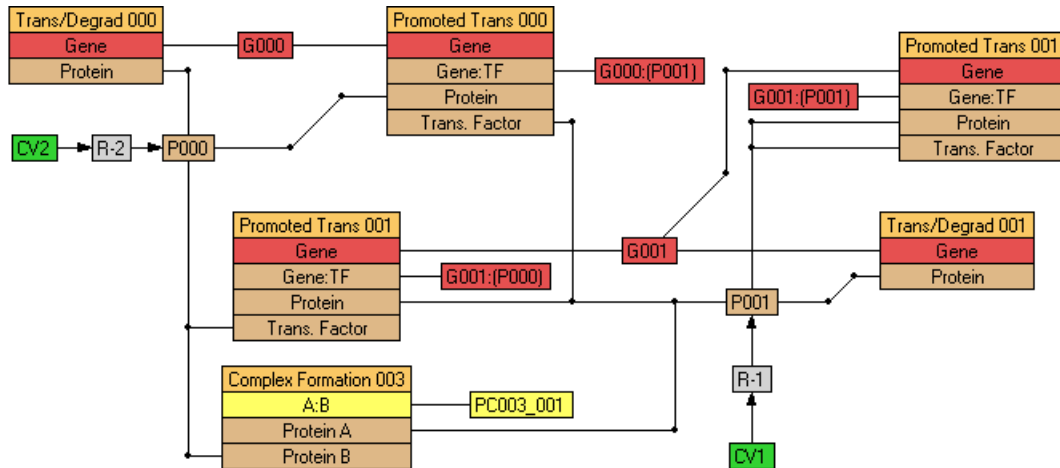 Trans/Degrad 000
Gene
Protein
G000
Promoted Trans 000
Gene
Gene:TF
Protein
Trans. Factor
G000:(P001)
Promoted Trans 001
Gene
Gene:TF
Protein
Trans. Factor
G001:(P001)
CV2
R-2
P000
Promoted Trans 001
Gene
Gene:TF
Protein
Trans. Factor
G001:(P000)
G001
Trans/Degrad 001
Gene
Protein
P001
R-1
CV1
Complex Formation 003
A:B
Protein A
Protein B
PC003_001